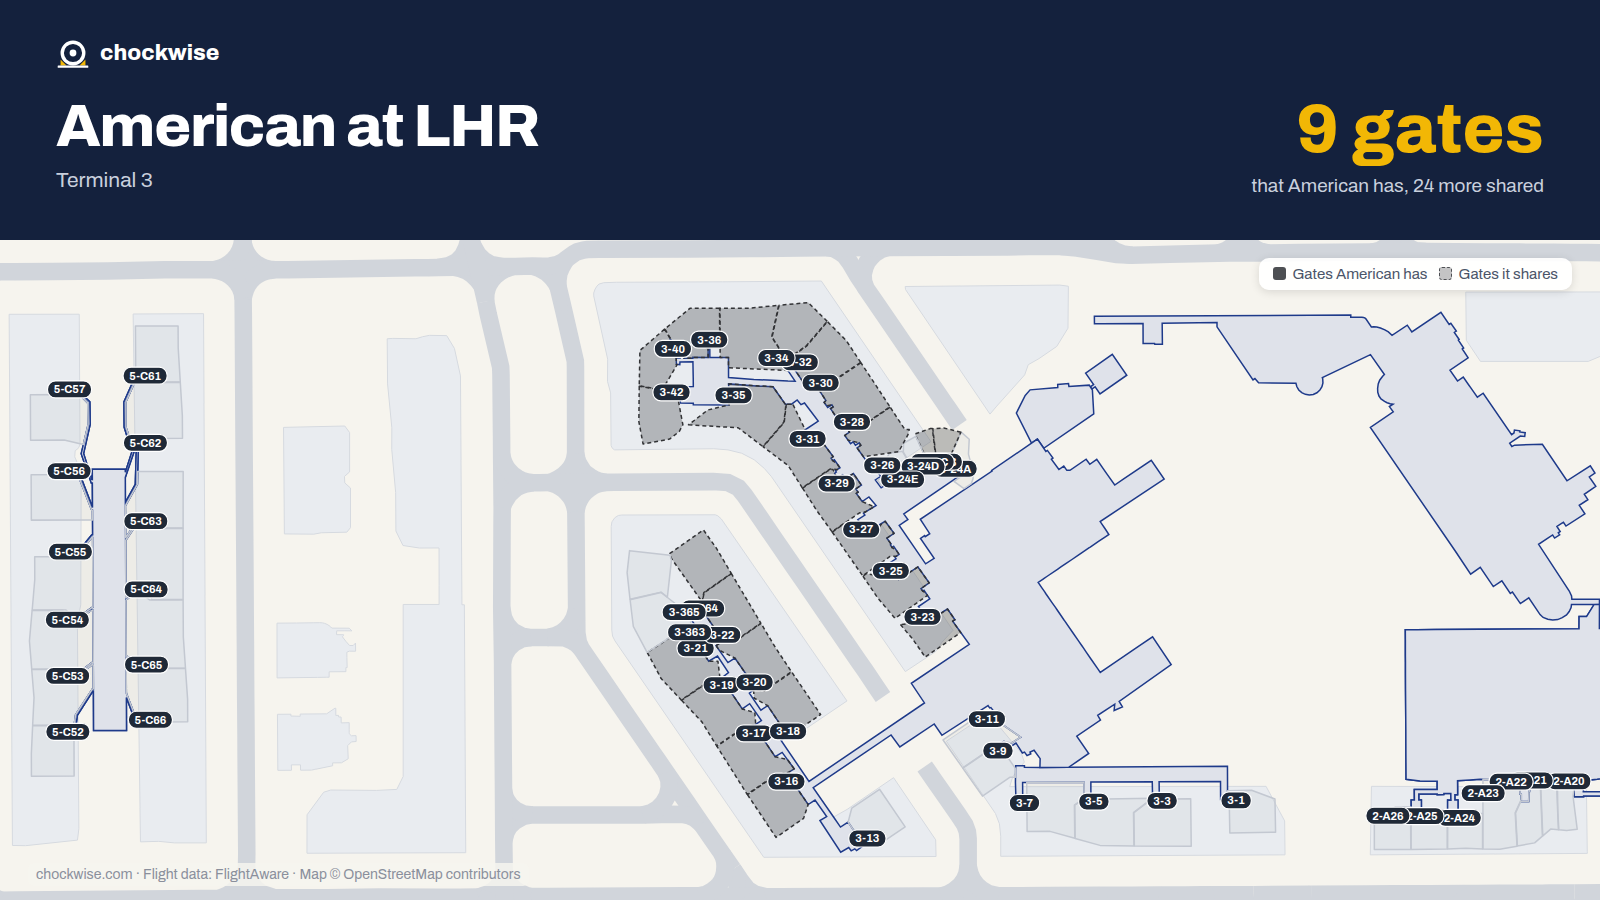 chockwise
American at LHR
Terminal 3
9 gates
that American has, 24 more shared
Gates American has
Gates it shares
3-36
3-40
3-34
3-32
3-30
3-42
3-35
3-28
3-31
3-26
3-24D
3-24E
3-29
3-27
3-25
3-23
5-C61
5-C57
5-C62
5-C56
5-C63
5-C55
5-C64
5-C54
5-C65
5-C53
5-C66
5-C52
3-365
3-363
3-22
3-21
3-19
3-20
3-17
3-18
3-16
3-13
3-11
3-9
3-7
3-5
3-3
3-1
2-A22
2-A20
2-A23
2-A26
2-A25
2-A24
chockwise.com · Flight data: FlightAware · Map © OpenStreetMap contributors